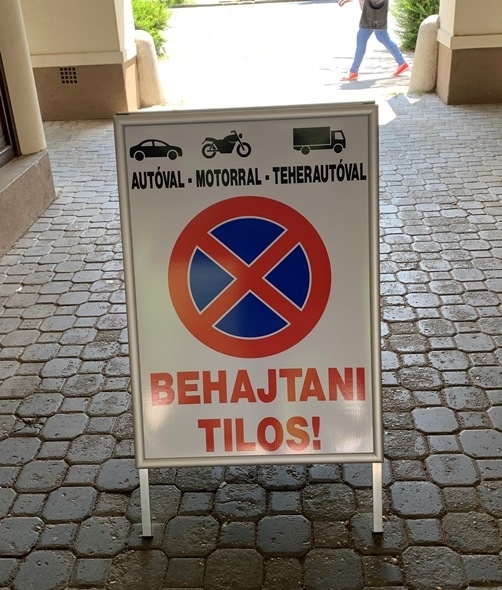 AUTÓVAL - MOTORRAL - TEHERAUTÓVAL
BEHAJTANI
TILOS!